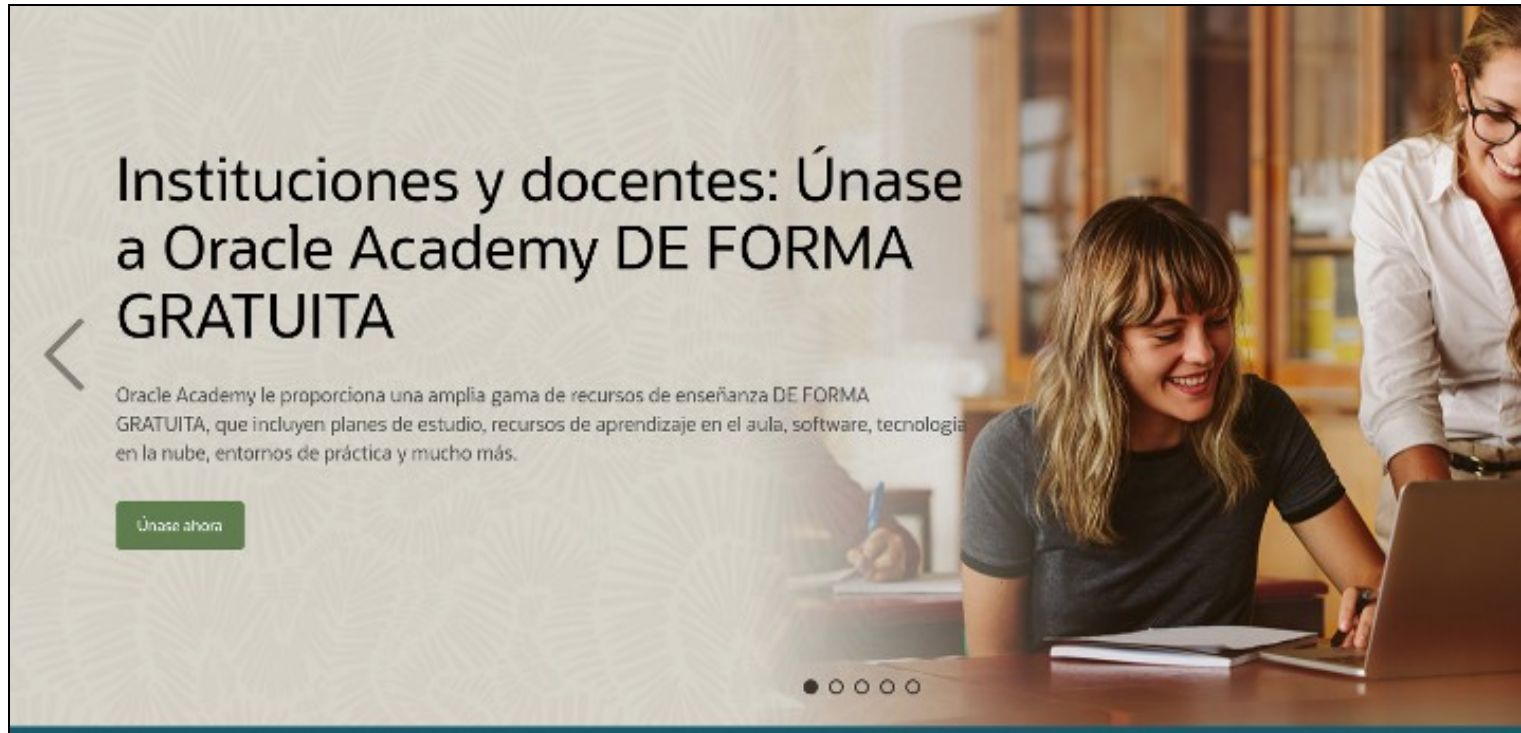 Instituciones y docentes: Únase
a Oracle Academy DE FORMA
GRATUITA
Oracle Academy le proporciona una amplia gama de recursos de enseñanza DE FORMA
GRATUITA, que incluyen planes de estudio, recursos de aprendizaje en el aula, software, tecnología
en la nube, entornos de práctica y mucho más.
Únase ahora